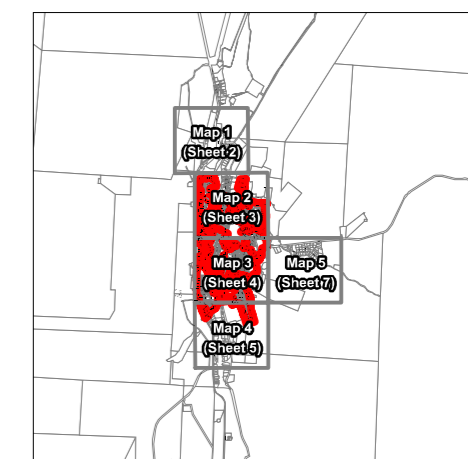 Map 1
(Sheet 2)
Map 2
(Sheet 3)
Map 3
(Sheet 4)
Map 5
(Sheet 7)
Map 4
(Sheet 5)